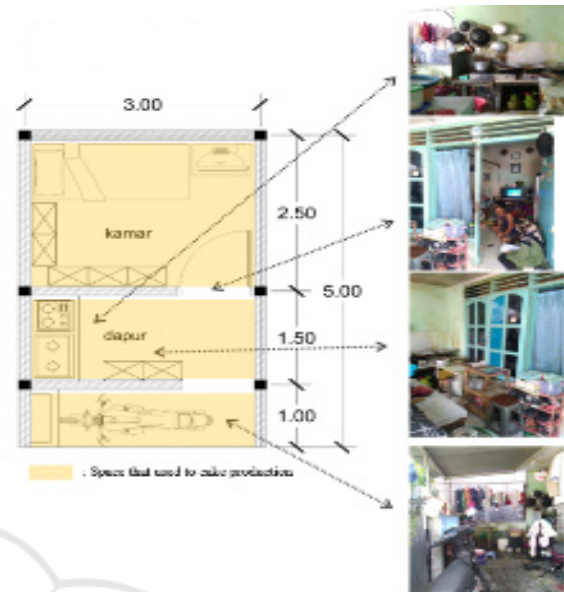 3.00
2.50
kamar
5.00
dapur
1.50
1.00
: Space that used to cake production